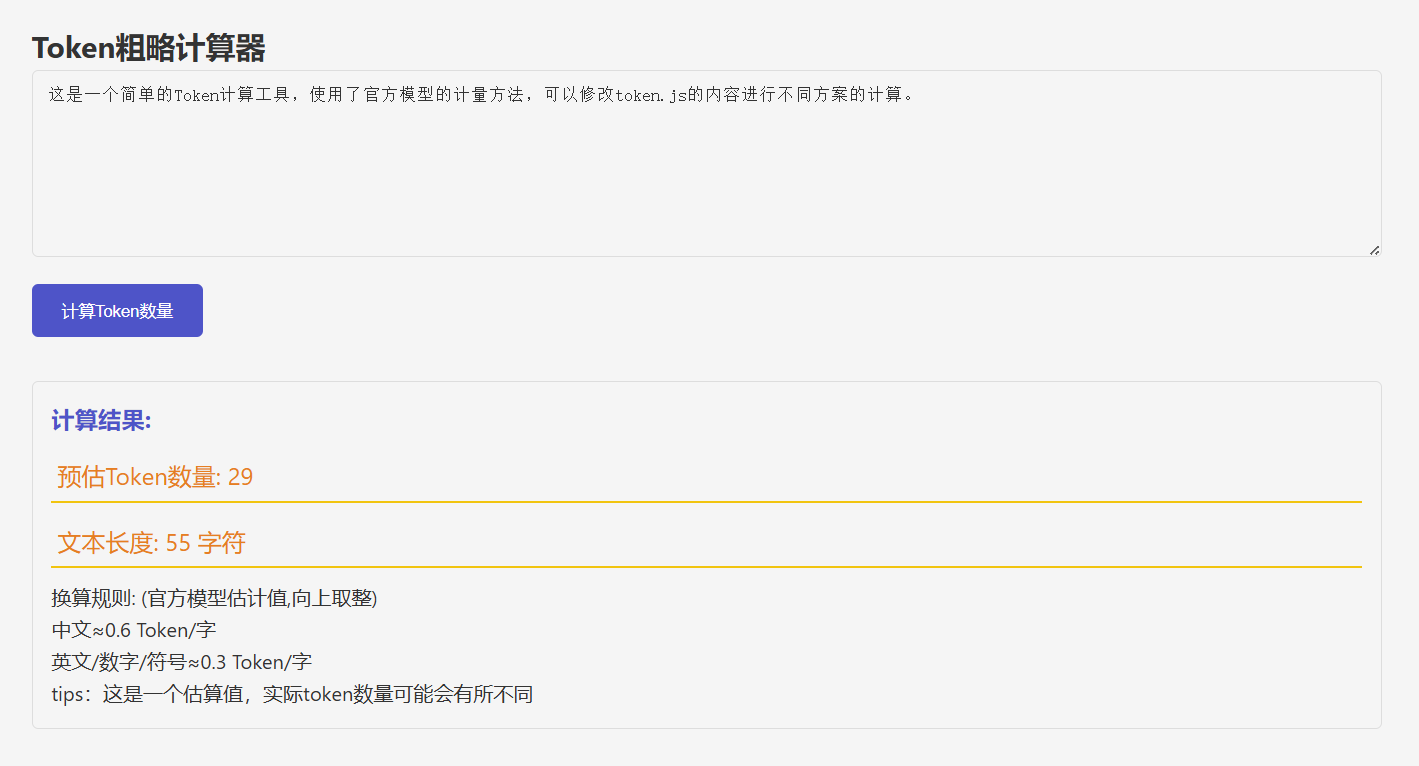 Token粗略计算器
这是一个简单的Token计算工具，使用了官方模型的计量方法，可以修改token.js的内容进行不同方案的计算。
计算Token数量
计算结果:
预估Token数量: 29
文本长度: 55 字符
换算规则: (官方模型估计值,向上取整)
中文≈0.6 Token/字
英文/数字/符号≈0.3 Token/字
tips：这是一个估算值，实际token数量可能会有所不同